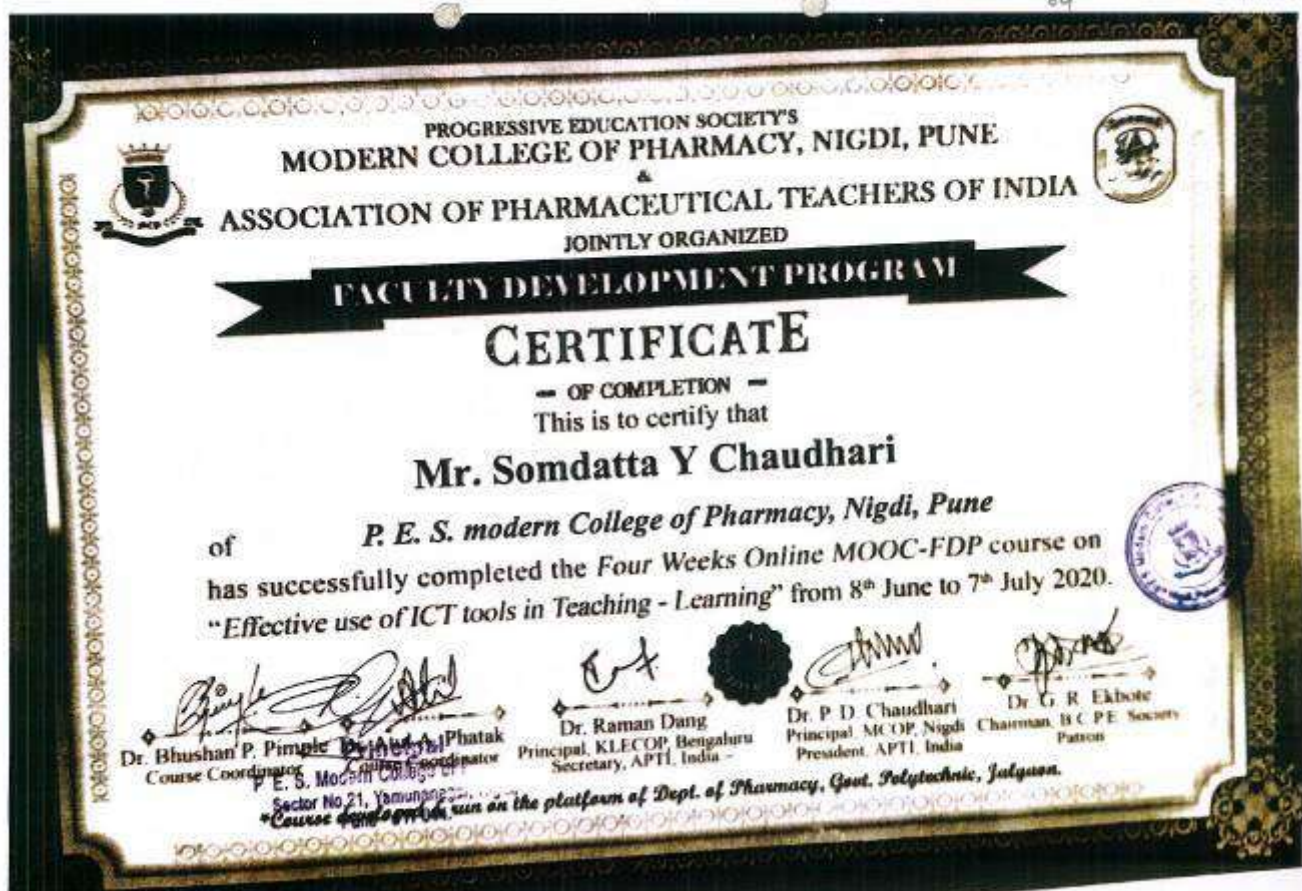 PROGRESSIVE EDUCATION SOCIETY'S
MODERN COLLEGE OF PHARMACY, NIGDI, PUNE
&
ASSOCIATION OF PHARMACEUTICAL TEACHERS OF INDIA
JOINTLY ORGANIZED
FACULTY DEVELOPMENT PROGRAM
CERTIFICATE
OF COMPLETION
This is to certify that
Mr. Somdatta Y Chaudhari
of P. E. S. modern College of Pharmacy, Nigdi, Pune
has successfully completed the Four Weeks Online MOOC-FDP course on
“Effective use of ICT tools in Teaching - Learning” from 8th June to 7th July 2020.
Dr. Bhushan P. Pimple
Course Coordinator
Phatak
Coordinator
Dr. Raman Dang
Principal, KLECOP, Bengaluru
Secretary, APTI, India
Dr. P. D. Chaudhari
Principal, MCOP, Nigdi
President, APTI, India
Dr. G. R. Ekbote
Chairman, B C P E Society
Patron
P. E. S. Modern College of
Sector No.21,
*Course developed & run on the platform of Dept. of Pharmacy, Govt. Polytechnic, Jalgaon.